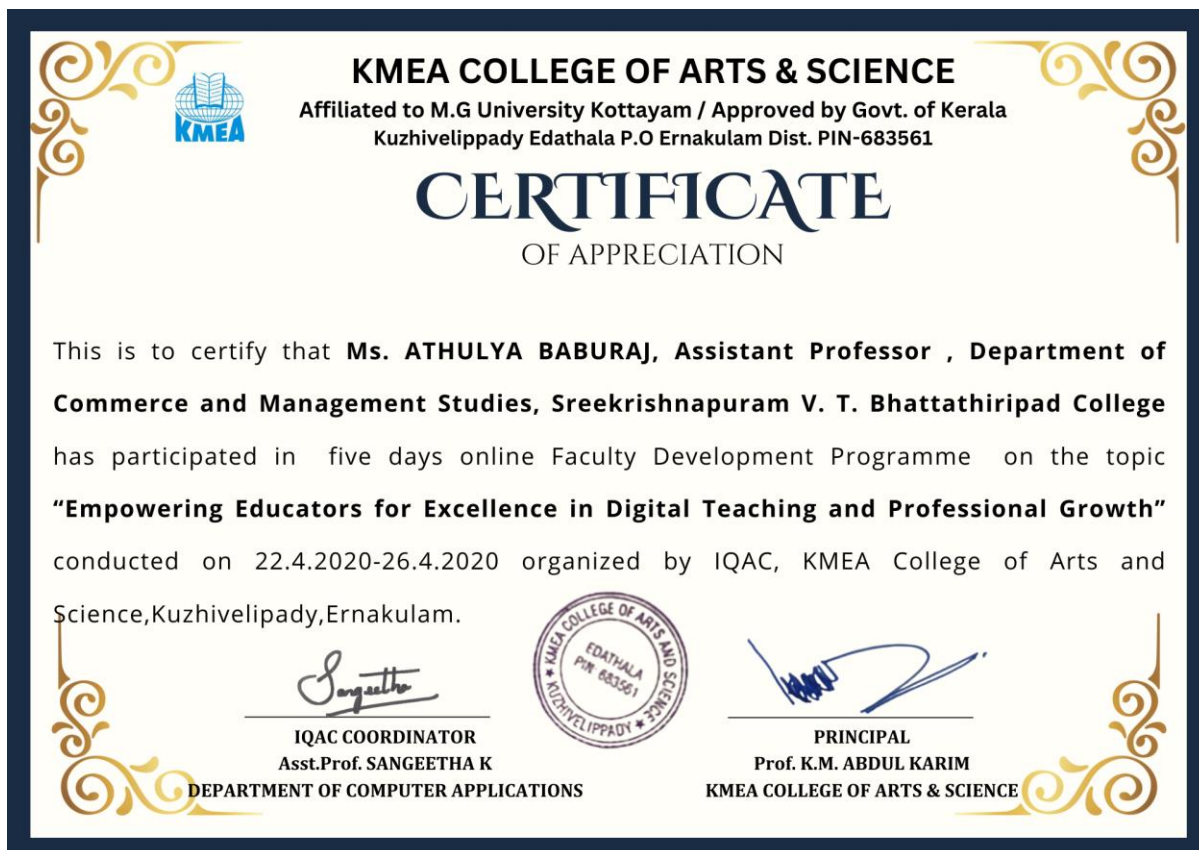 KMEA
KMEA COLLEGE OF ARTS & SCIENCE
Affiliated to M.G University Kottayam / Approved by Govt. of Kerala
Kuzhivelippady Edathala P.O Ernakulam Dist. PIN-683561
CERTIFICATE
OF APPRECIATION
This is to certify that Ms. ATHULYA BABURAJ, Assistant Professor , Department of
Commerce and Management Studies, Sreekrishnapuram V. T. Bhattathiripad College
has participated in five days online Faculty Development Programme on the topic
“Empowering Educators for Excellence in Digital Teaching and Professional Growth”
conducted on 22.4.2020-26.4.2020 organized by IQAC, KMEA College of Arts and
Science,Kuzhivelipady,Ernakulam.
KMEA COLLEGE OF ARTS AND SCIENCE
EDATHALA
PIN 683561
★ KUZHIVELIPPADY ★
Sangeetha
IQAC COORDINATOR
Asst.Prof. SANGEETHA K
DEPARTMENT OF COMPUTER APPLICATIONS
PRINCIPAL
Prof. K.M. ABDUL KARIM
KMEA COLLEGE OF ARTS & SCIENCE